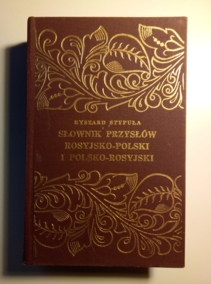 RYSZARD STYPUŁA
SŁOWNIK PRZYSŁÓW
ROSYJSKO-POLSKI
I POLSKO-ROSYJSKI